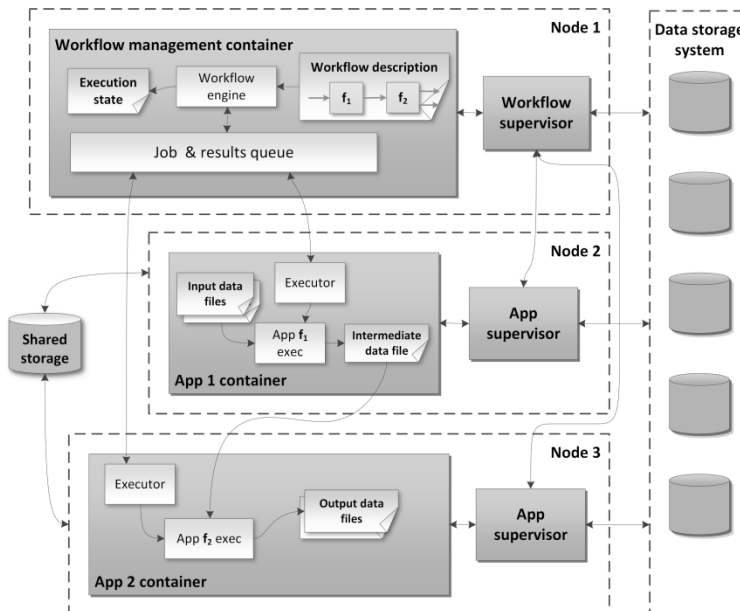 Node 1
Data storage
system
Workflow management container
Execution
state
Workflow
engine
Workflow description
f1
f2
Workflow
supervisor
Job & results queue
Node 2
Input data
files
Executor
App f1
exec
Intermediate
data file
App
supervisor
App 1 container
Shared
storage
Node 3
Executor
App f2 exec
Output data
files
App
supervisor
App 2 container